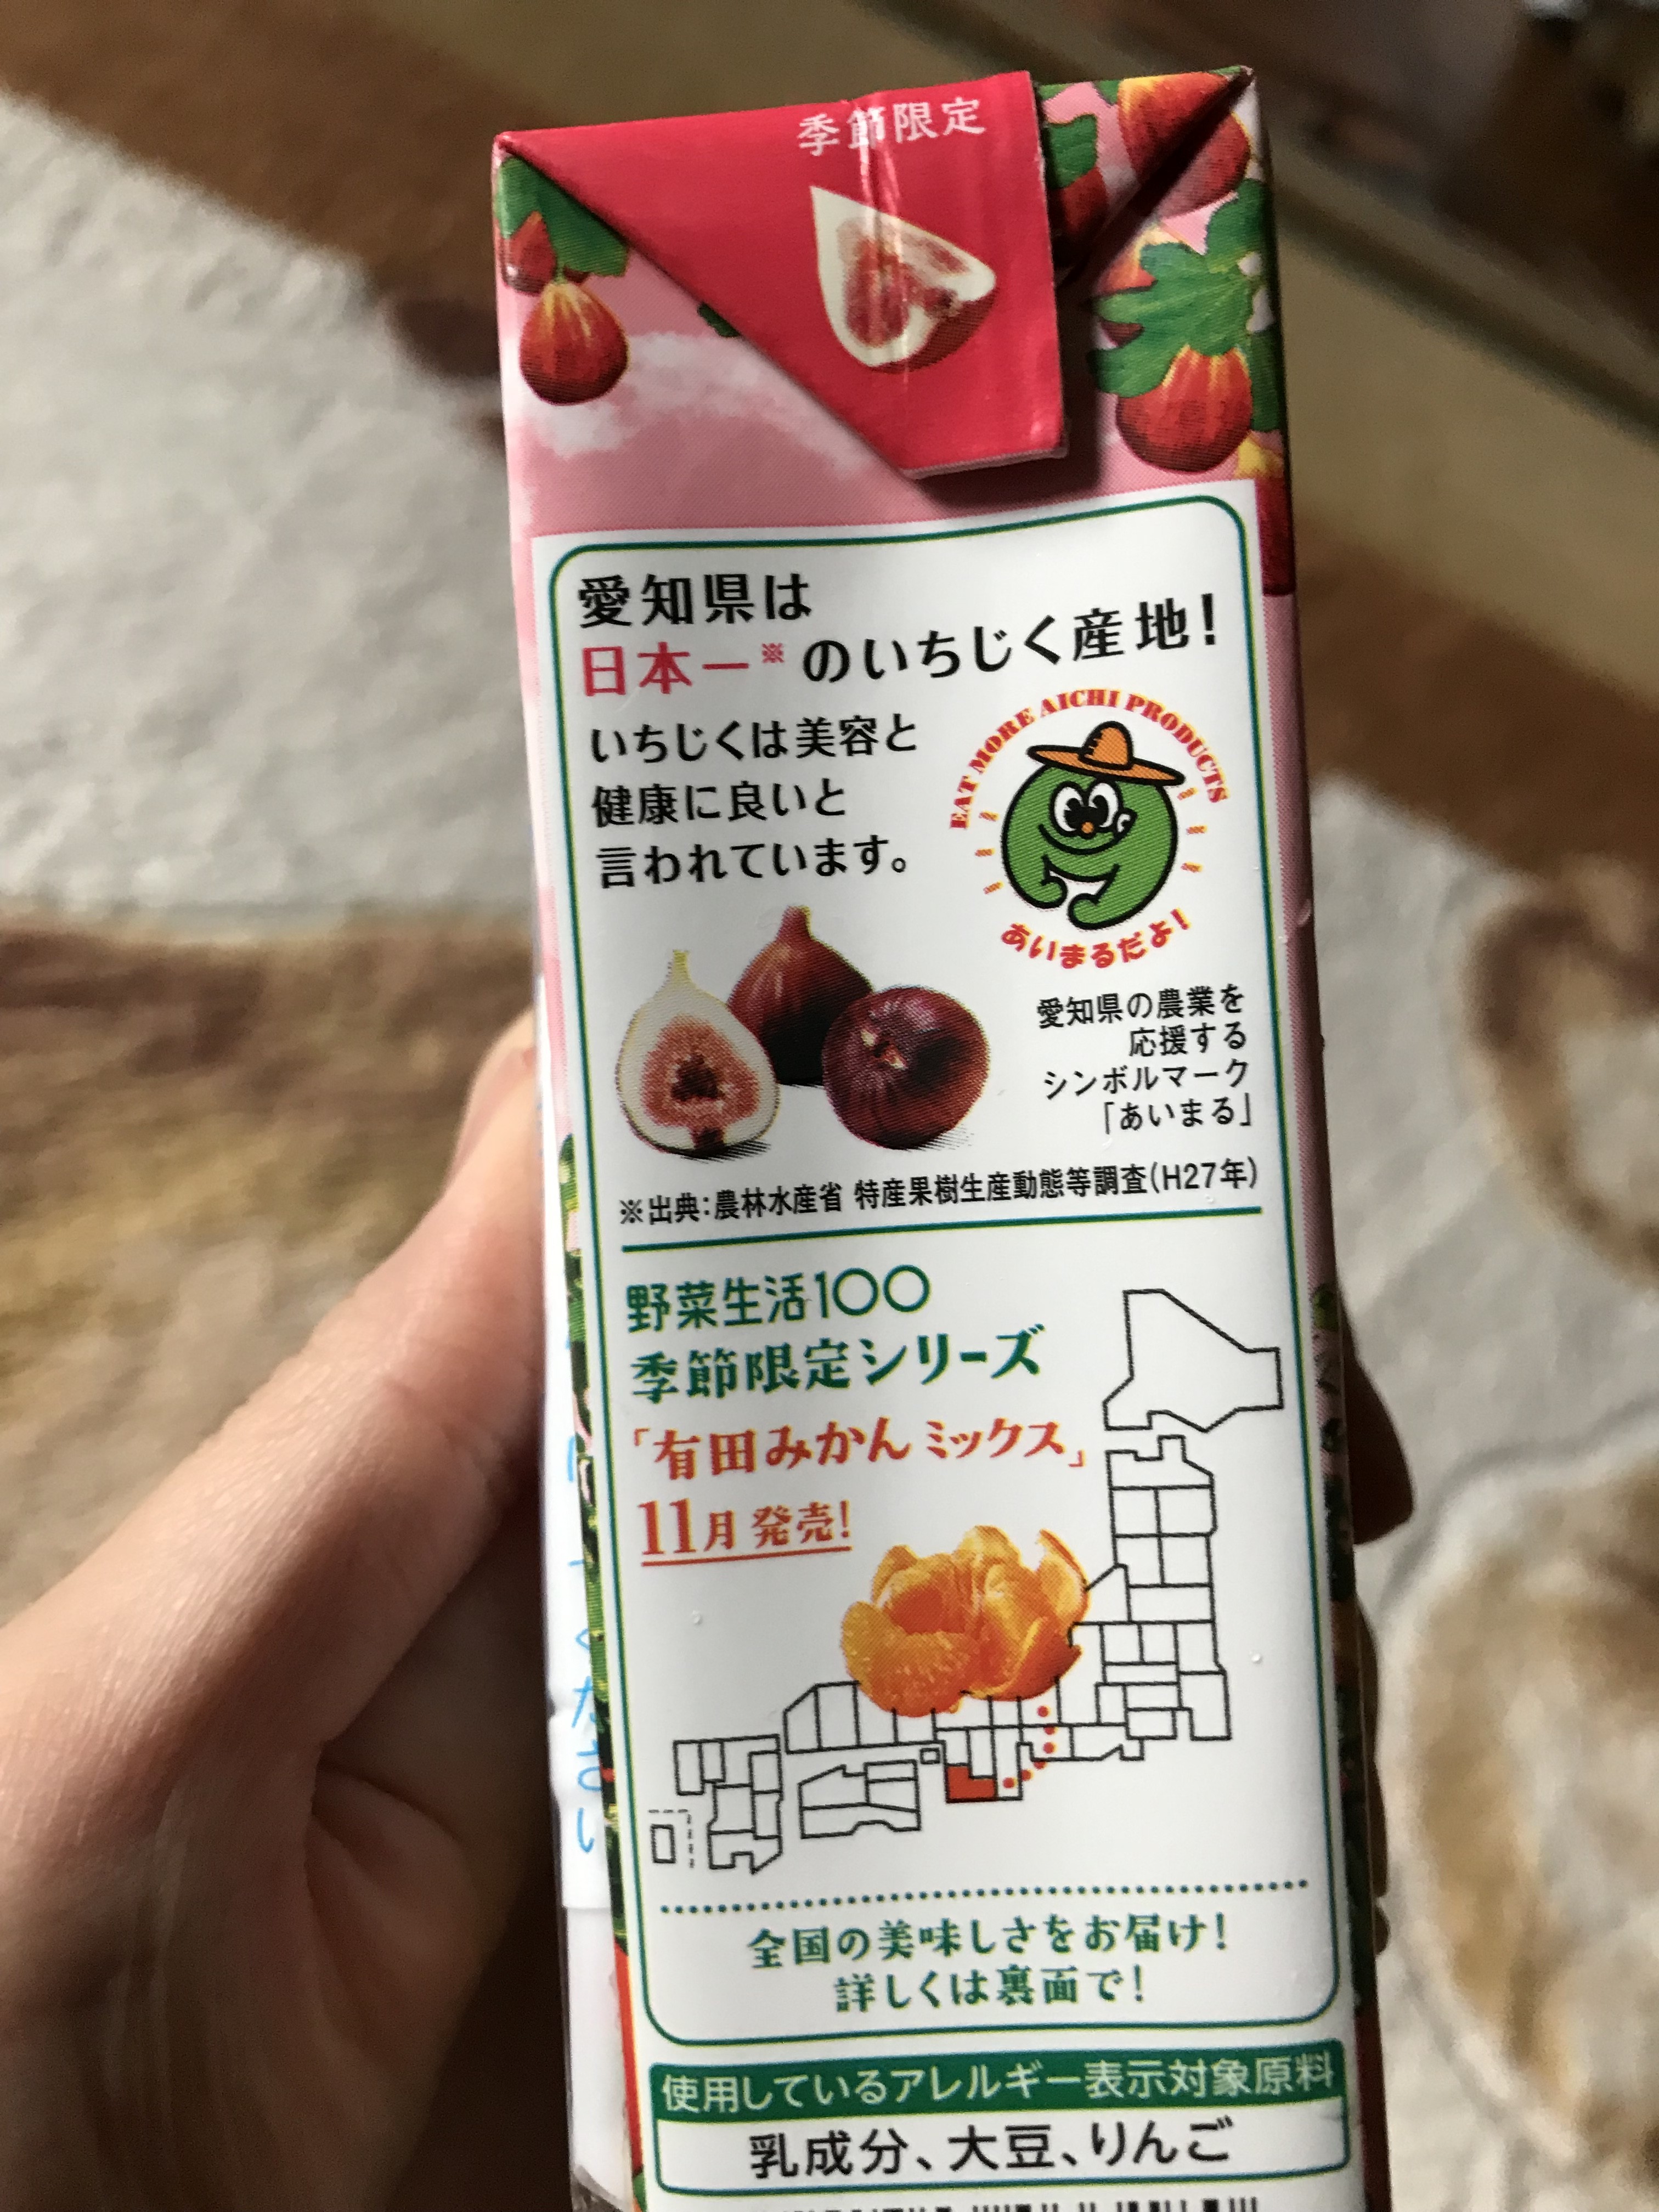 季節限定
愛知県は
日本一※のいちじく産地!
いちじくは美容と
健康に良いと
言われています。
EAT MORE AICHI PRODUCTS
あいまるだよ!
愛知県の農業を
応援する
シンボルマーク
「あいまる」
※出典:農林水産省 特産果樹生産動態等調査(H27年)
野菜生活100
季節限定シリーズ
「有田みかんミックス」
11月発売!
全国の美味しさをお届け!
詳しくは裏面で!
使用しているアレルギー表示対象原料
乳成分、大豆、りんご
ください